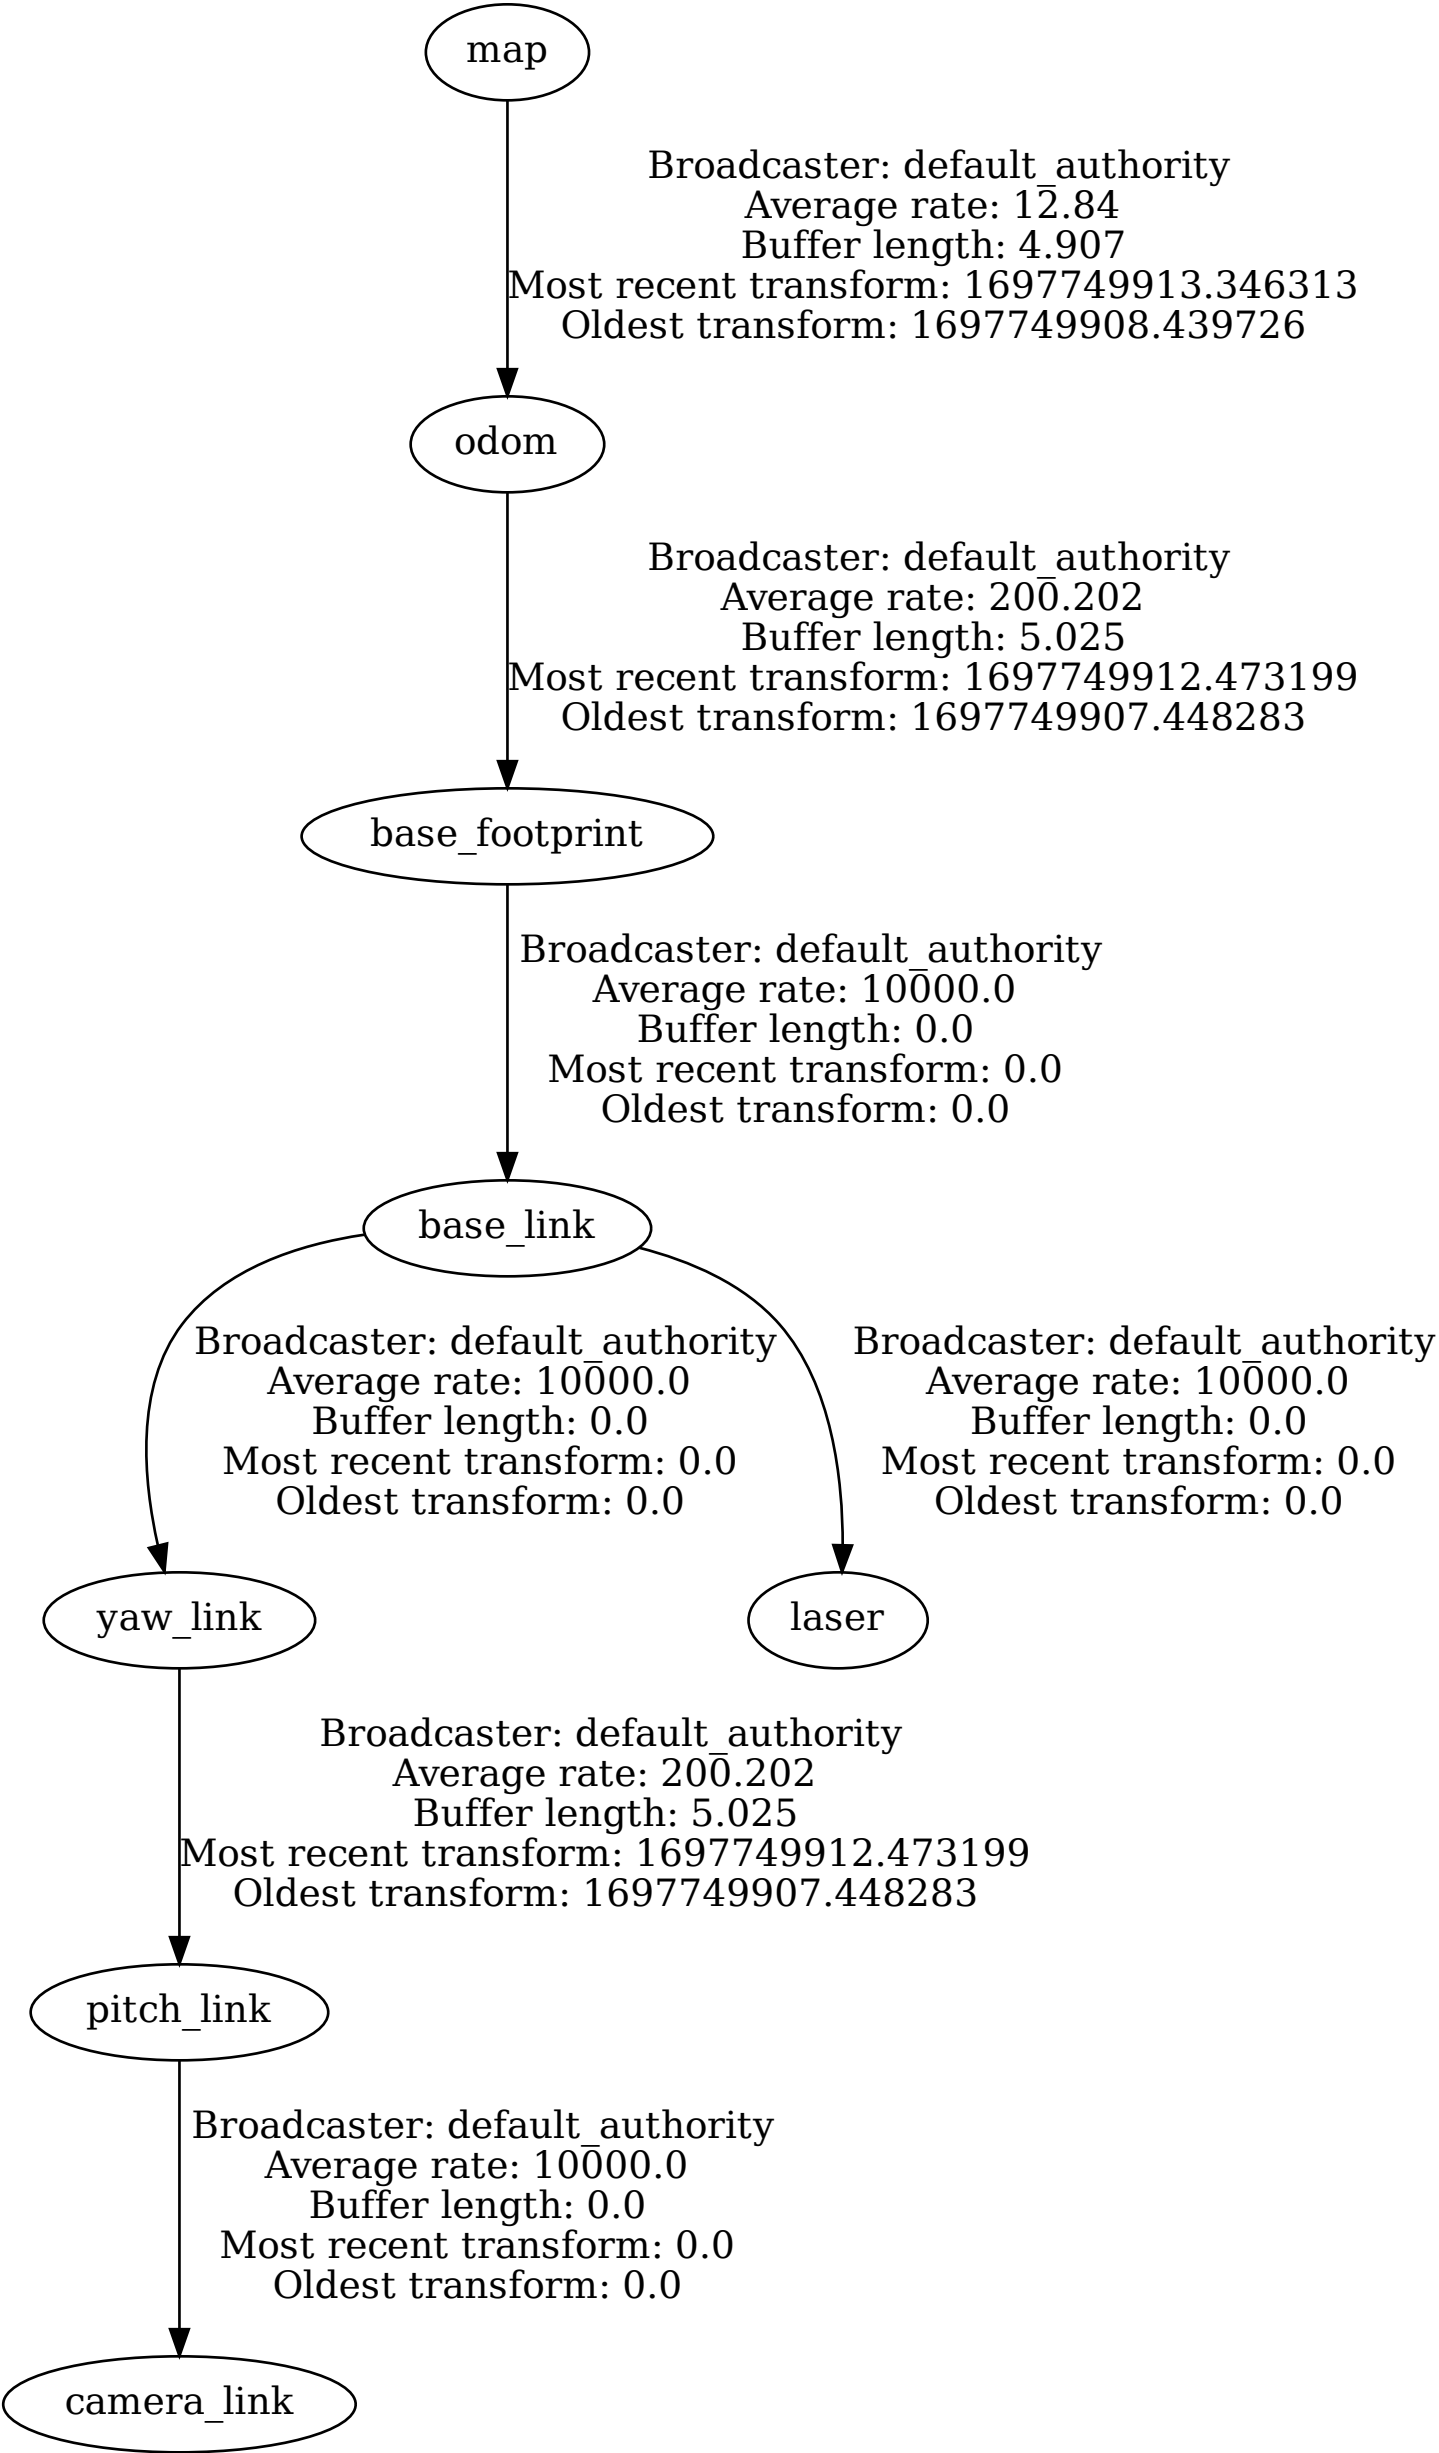 map
Broadcaster: default_authority
Average rate: 12.84
Buffer length: 4.907
Most recent transform: 1697749913.346313
Oldest transform: 1697749908.439726
odom
Broadcaster: default_authority
Average rate: 200.202
Buffer length: 5.025
Most recent transform: 1697749912.473199
Oldest transform: 1697749907.448283
base_footprint
Broadcaster: default_authority
Average rate: 10000.0
Buffer length: 0.0
Most recent transform: 0.0
Oldest transform: 0.0
base_link
Broadcaster: default_authority
Average rate: 10000.0
Buffer length: 0.0
Most recent transform: 0.0
Oldest transform: 0.0
Broadcaster: default_authority
Average rate: 10000.0
Buffer length: 0.0
Most recent transform: 0.0
Oldest transform: 0.0
yaw_link
laser
Broadcaster: default_authority
Average rate: 200.202
Buffer length: 5.025
Most recent transform: 1697749912.473199
Oldest transform: 1697749907.448283
pitch_link
Broadcaster: default_authority
Average rate: 10000.0
Buffer length: 0.0
Most recent transform: 0.0
Oldest transform: 0.0
camera_link